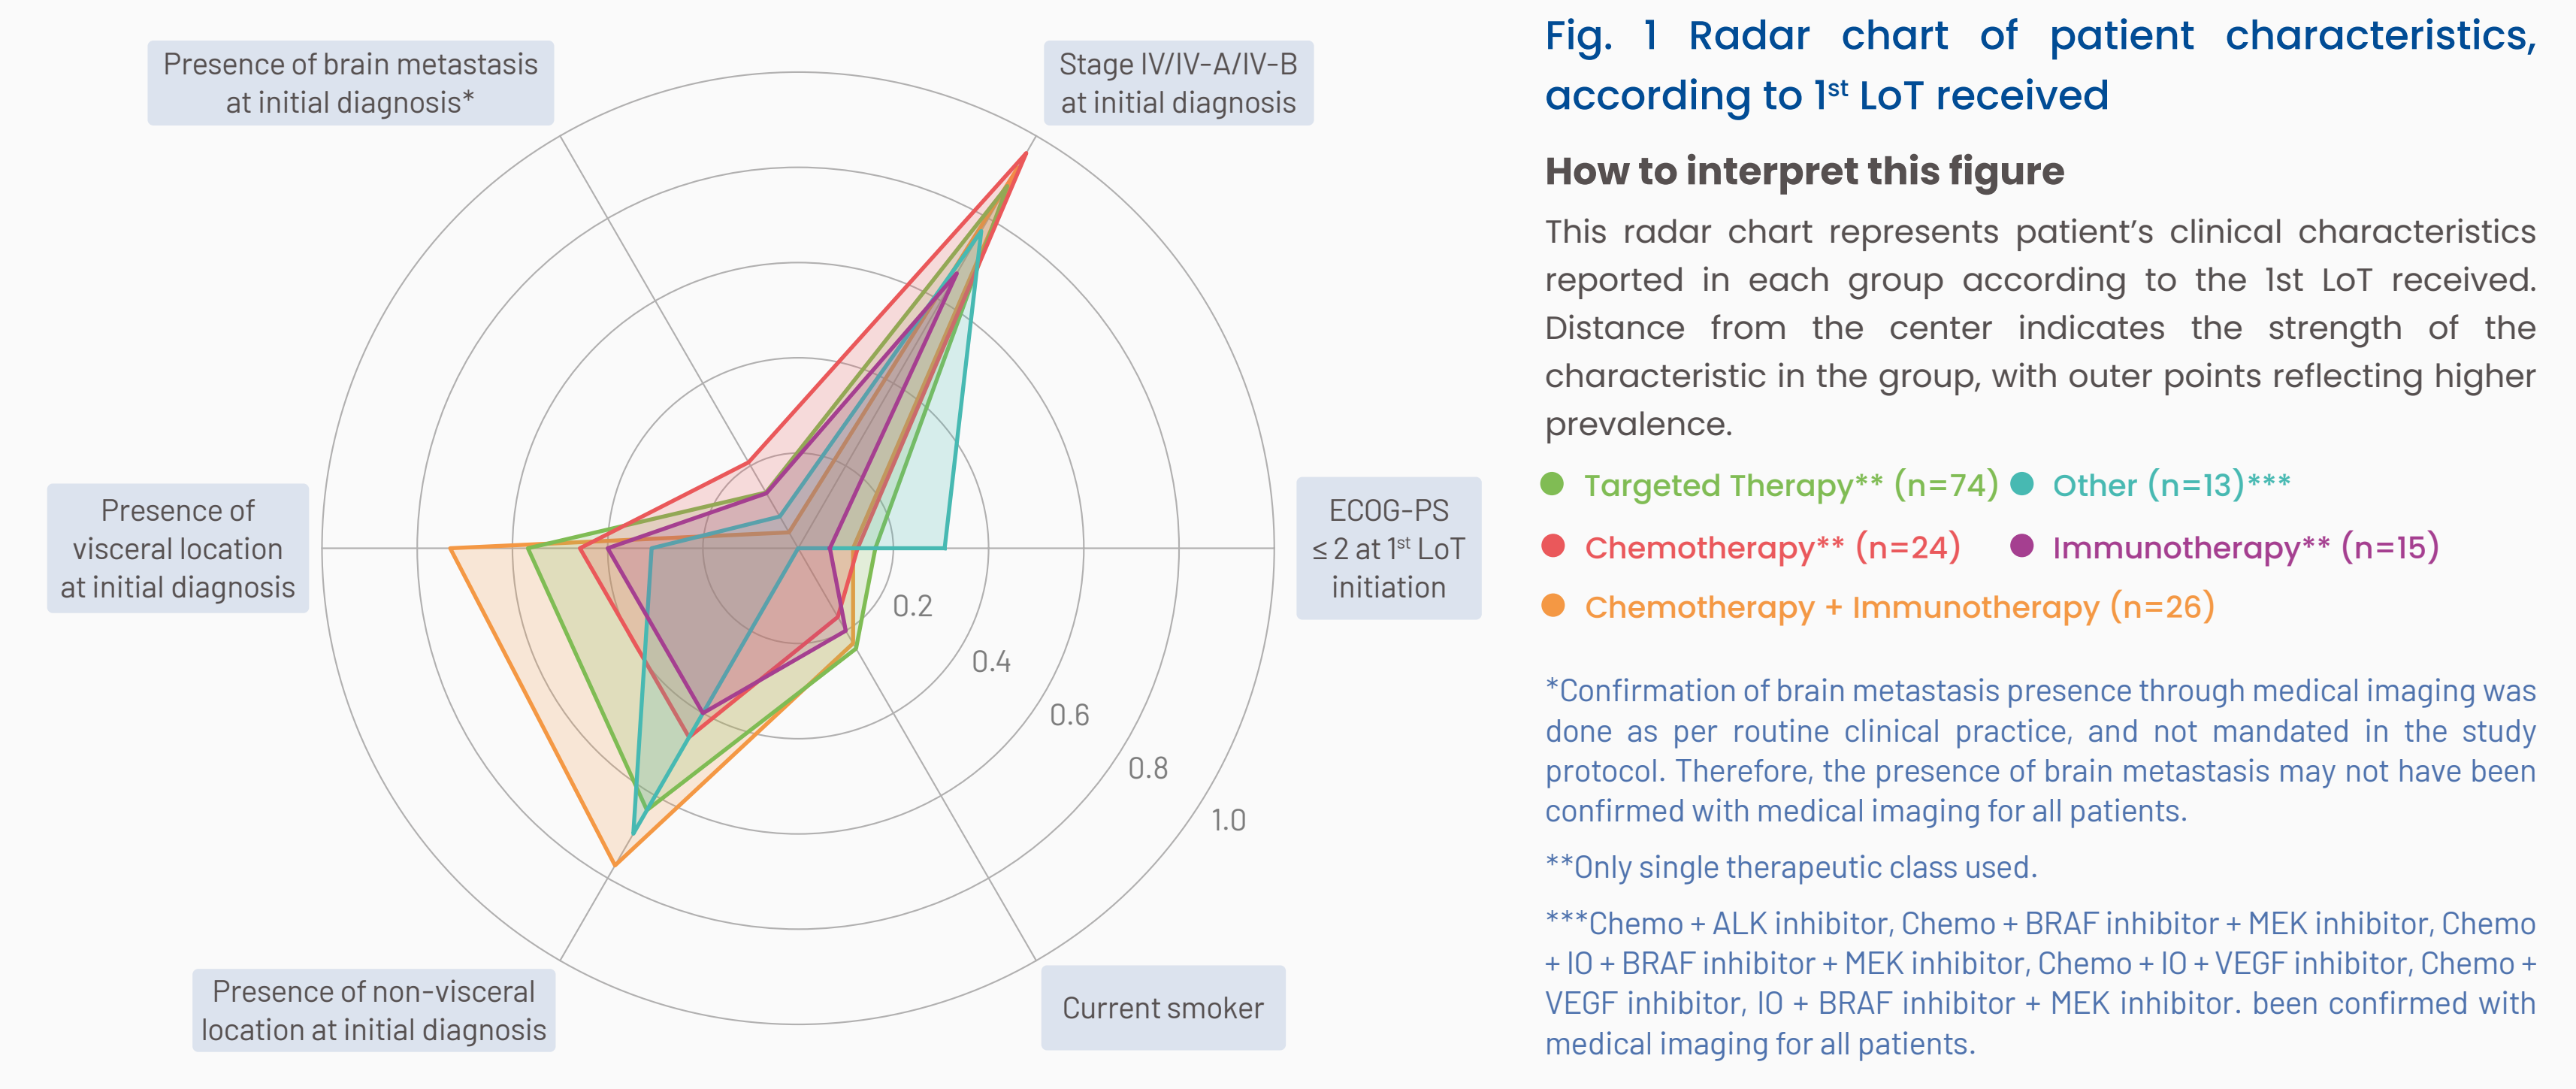 Presence of brain metastasis
at initial diagnosis*
Stage IV/IV-A/IV-B
at initial diagnosis
Presence of
visceral location
at initial diagnosis
ECOG-PS
≤ 2 at 1st LoT
initiation
0.2
0.4
0.6
0.8
1.0
Presence of non-visceral
location at initial diagnosis
Current smoker
Fig. 1 Radar chart of patient characteristics,
according to 1st LoT received
How to interpret this figure
This radar chart represents patient’s clinical characteristics
reported in each group according to the 1st LoT received.
Distance from the center indicates the strength of the
characteristic in the group, with outer points reflecting higher
prevalence.
Targeted Therapy** (n=74)
Other (n=13)***
Chemotherapy** (n=24)
Immunotherapy** (n=15)
Chemotherapy + Immunotherapy (n=26)
*Confirmation of brain metastasis presence through medical imaging was
done as per routine clinical practice, and not mandated in the study
protocol. Therefore, the presence of brain metastasis may not have been
confirmed with medical imaging for all patients.
**Only single therapeutic class used.
***Chemo + ALK inhibitor, Chemo + BRAF inhibitor + MEK inhibitor, Chemo
+ IO + BRAF inhibitor + MEK inhibitor, Chemo + IO + VEGF inhibitor, Chemo +
VEGF inhibitor, IO + BRAF inhibitor + MEK inhibitor. been confirmed with
medical imaging for all patients.